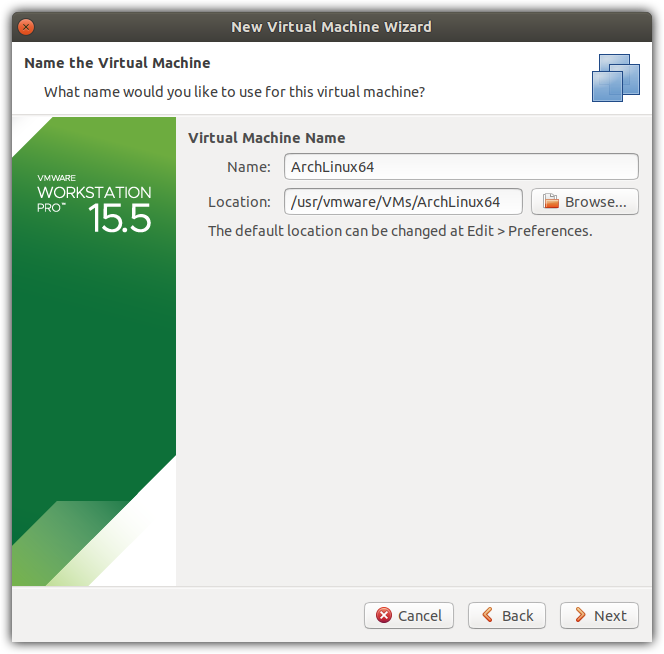 New Virtual Machine Wizard
Name the Virtual Machine
What name would you like to use for this virtual machine?
VMWARE
WORKSTATION
PRO™ 15.5
Virtual Machine Name
Name: ArchLinux64
Location: /usr/vmware/VMs/ArchLinux64 Browse...
The default location can be changed at Edit > Preferences.
Cancel Back Next